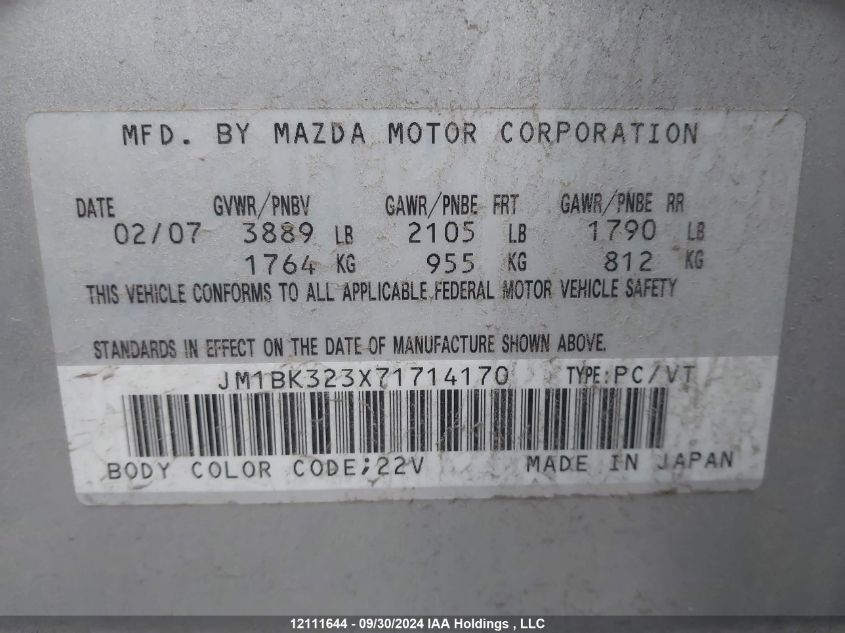 MFD. BY MAZDA MOTOR CORPORATION
DATE GVWR/PNBV GAWR/PNBE FRT GAWR/PNBE RR
02/07 3889 LB 2105 LB 1790 LB
1764 KG 955 KG 812 KG
THIS VEHICLE CONFORMS TO ALL APPLICABLE FEDERAL MOTOR VEHICLE SAFETY
STANDARDS IN EFFECT ON THE DATE OF MANUFACTURE SHOWN ABOVE.
JM1BK323X71714170 TYPE:PC/VT
BODY COLOR CODE;22V MADE IN JAPAN
12111644 - 09/30/2024 IAA Holdings , LLC